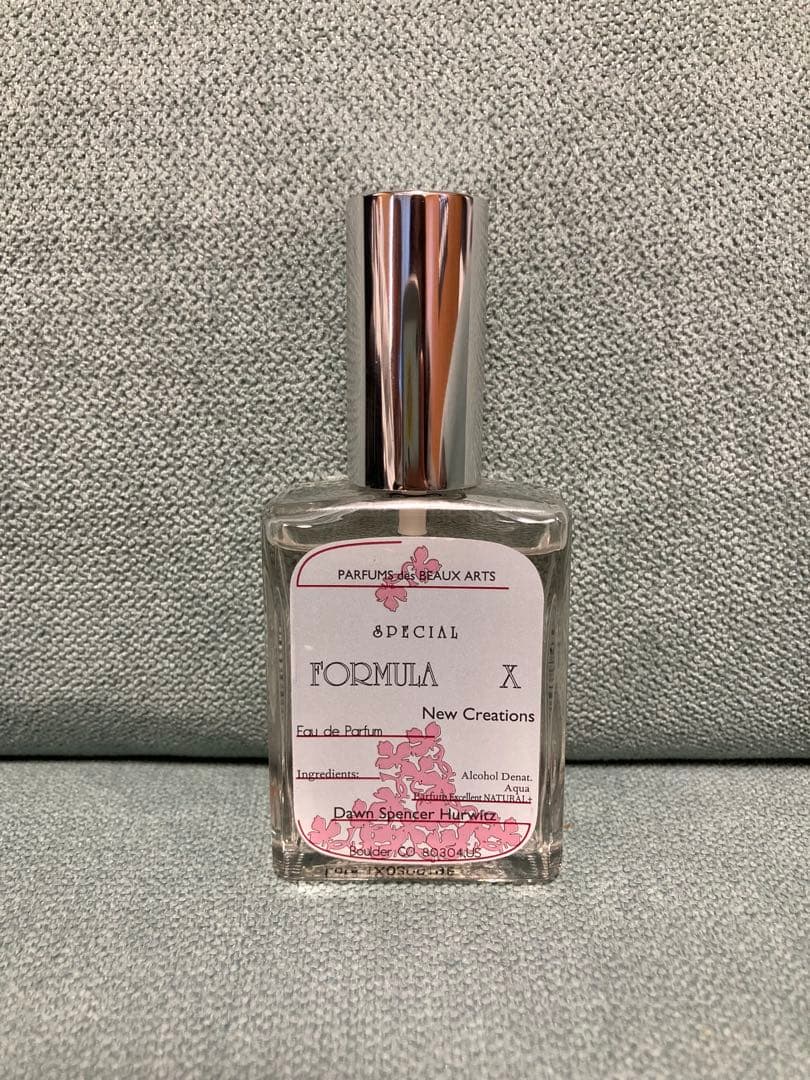 PARFUMS des BEAUX ARTS
SPECIAL
FORMULA X
New Creations
Eau de Parfum
Ingredients: Alcohol Denat.
Aqua
Parfum Excellent NATURAL+
Dawn Spencer Hurwitz
Boulder, CO 80304 US